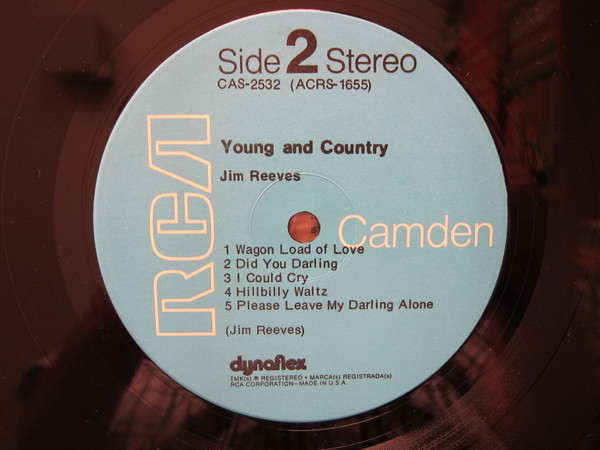 Side 2 Stereo
CAS-2532 (ACRS-1655)
RCA
Young and Country
Jim Reeves
Camden
1 Wagon Load of Love
2 Did You Darling
3 I Could Cry
4 Hillbilly Waltz
5 Please Leave My Darling Alone
(Jim Reeves)
dynaflex
TMK(s) ® REGISTERED • MARCA(s) REGISTRADA(s)
RCA CORPORATION—MADE IN U.S.A.